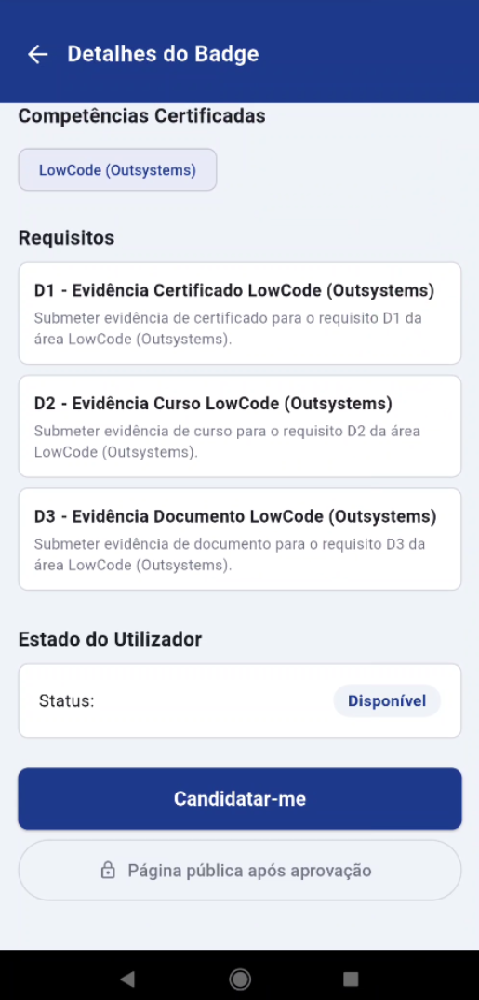 Detalhes do Badge
Competências Certificadas
LowCode (Outsystems)
Requisitos
D1 - Evidência Certificado LowCode (Outsystems)
Submeter evidência de certificado para o requisito D1 da
área LowCode (Outsystems).
D2 - Evidência Curso LowCode (Outsystems)
Submeter evidência de curso para o requisito D2 da área
LowCode (Outsystems).
D3 - Evidência Documento LowCode (Outsystems)
Submeter evidência de documento para o requisito D3 da
área LowCode (Outsystems).
Estado do Utilizador
Status:
Disponível
Candidatar-me
Página pública após aprovação